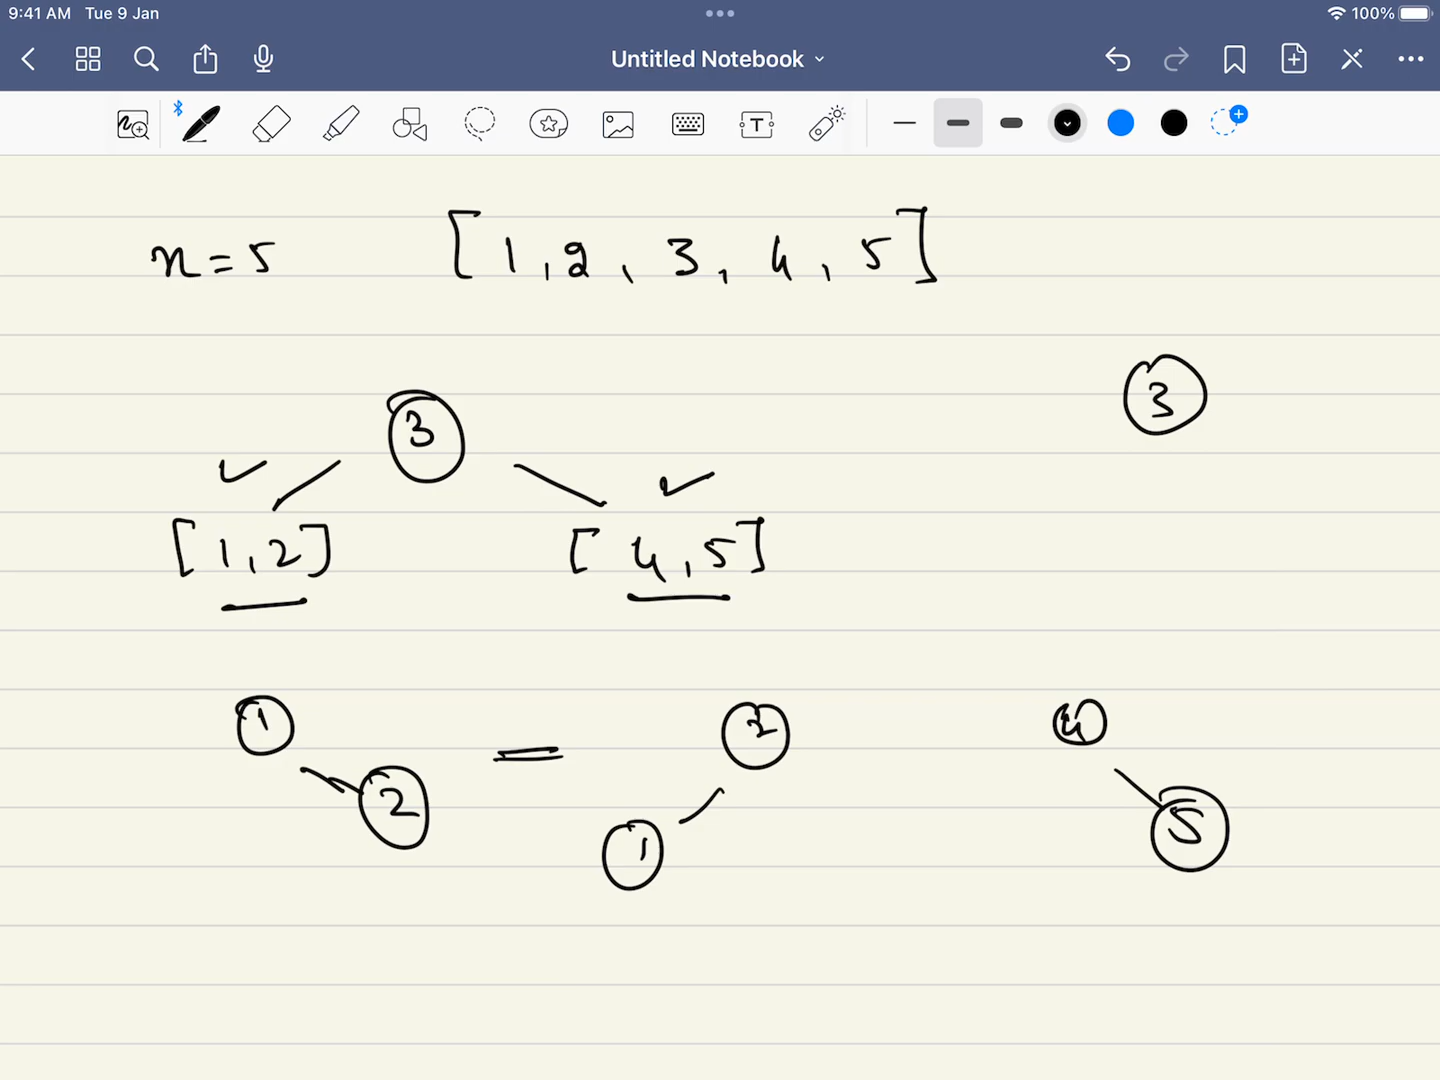 9:41 AM Tue 9 Jan 100%
Untitled Notebook
T
n=5 [1,2,3,4,5]
3
3
[1,2] [4,5]
1 2 4
2 1 5